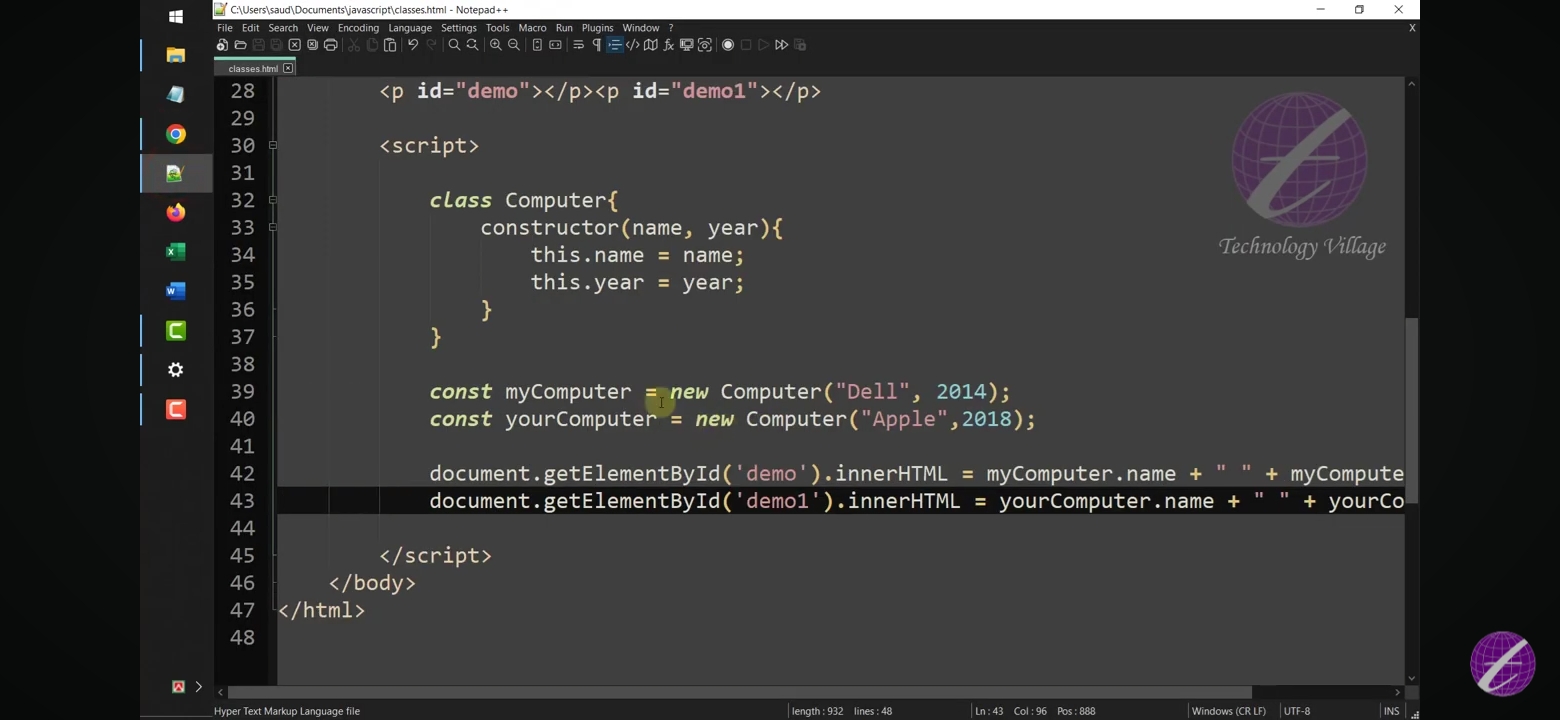 C:\Users\saud\Documents\javascript\classes.html - Notepad++
File Edit Search View Encoding Language Settings Tools Macro Run Plugins Window ? X
classes.html
28 <p id="demo"></p><p id="demo1"></p>
29
30 <script>
31
32 class Computer{
33 constructor(name, year){
34 this.name = name;
35 this.year = year;
36 }
37 }
38
39 const myComputer = new Computer("Dell", 2014);
40 const yourComputer = new Computer("Apple",2018);
41
42 document.getElementById('demo').innerHTML = myComputer.name + " " + myCompute
43 document.getElementById('demo1').innerHTML = yourComputer.name + " " + yourCo
44
45 </script>
46 </body>
47 </html>
48
Technology Village
Hyper Text Markup Language file length : 932 lines : 48 Ln : 43 Col : 96 Pos : 888 Windows (CR LF) UTF-8 INS